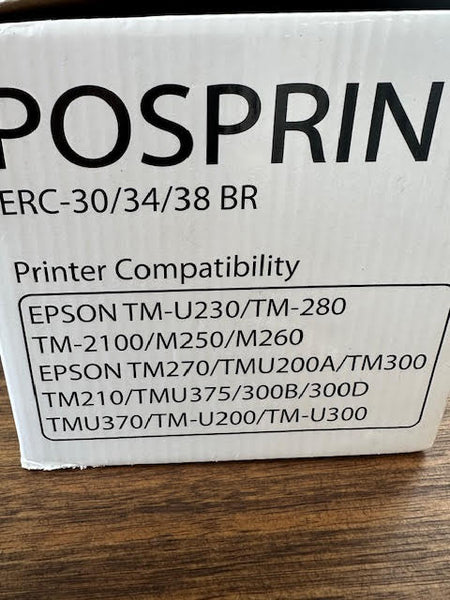 POSPRIN
ERC-30/34/38 BR
Printer Compatibility
EPSON TM-U230/TM-280
TM-2100/M250/M260
EPSON TM270/TMU200A/TM300
TM210/TMU375/300B/300D
TMU370/TM-U200/TM-U300